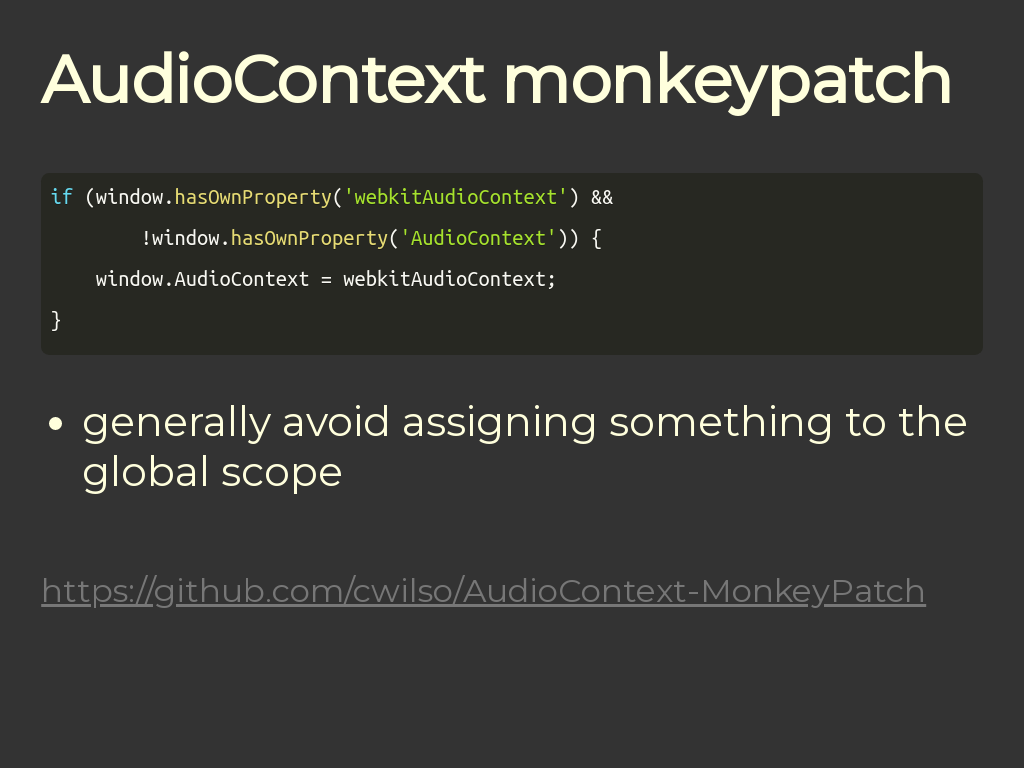 AudioContext monkeypatch
if (window.hasOwnProperty('webkitAudioContext') &&
        !window.hasOwnProperty('AudioContext')) {
    window.AudioContext = webkitAudioContext;
}
• generally avoid assigning something to the
global scope
https://github.com/cwilso/AudioContext-MonkeyPatch